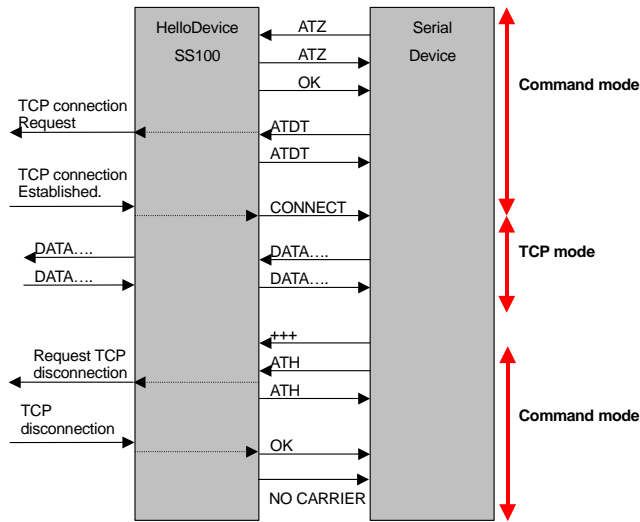 HelloDevice
SS100
Serial
Device
ATZ
ATZ
OK
Command mode
TCP connection
Request
ATDT
ATDT
TCP connection
Established.
CONNECT
DATA....
DATA....
DATA....
DATA....
TCP mode
+++
Request TCP
disconnection
ATH
ATH
TCP
disconnection
OK
Command mode
NO CARRIER